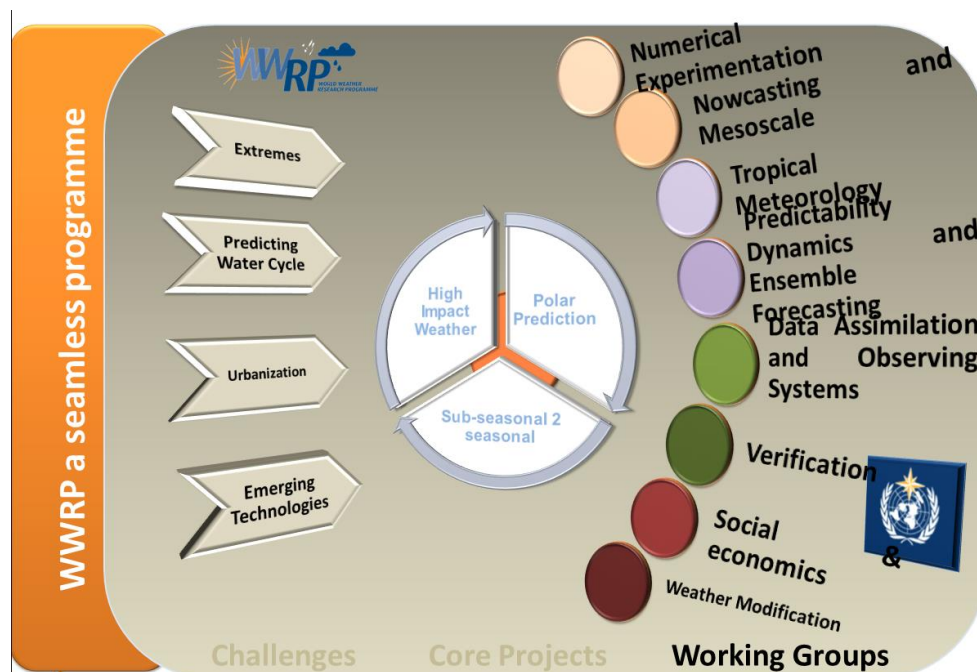 WWRP a seamless programme
WWRP
WORLD WEATHER
RESEARCH PROGRAMME
Extremes
Predicting
Water Cycle
Urbanization
Emerging
Technologies
High
Impact
Weather
Polar
Prediction
Sub-seasonal 2
seasonal
Numerical
Experimentation
Nowcasting and
Mesoscale
Tropical
Meteorology
Predictability
Dynamics and
Ensemble
Forecasting
Data Assimilation
and Observing
Systems
Verification
Social &
economics
Weather Modification
Challenges
Core Projects
Working Groups